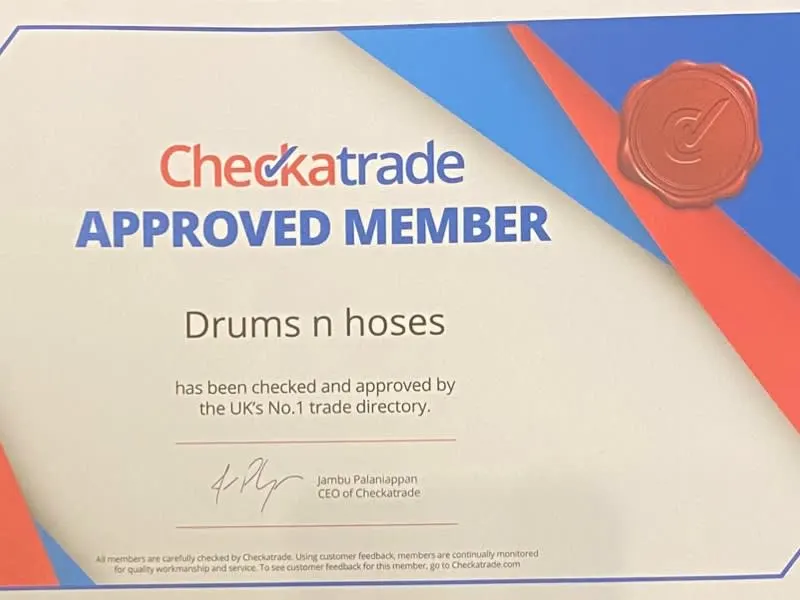 Checkatrade
APPROVED MEMBER
Drums n hoses
has been checked and approved by
the UK's No.1 trade directory.
Jambu Palaniappan
CEO of Checkatrade
All members are carefully checked by Checkatrade. Using customer feedback, members are continually monitored
for quality workmanship and service. To see customer feedback for this member, go to Checkatrade.com